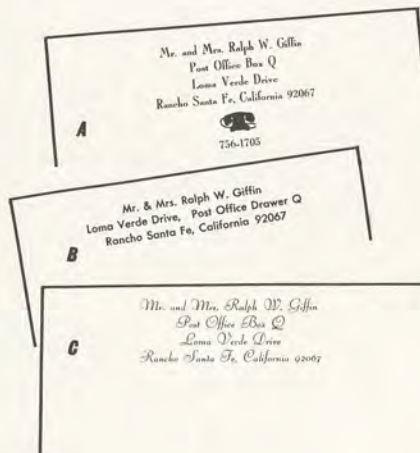 Mr. and Mrs. Ralph W. Giffin
Post Office Box Q
Loma Verde Drive
Rancho Santa Fe, California 92067
756-1705
A
Mr. & Mrs. Ralph W. Giffin
Loma Verde Drive, Post Office Drawer Q
Rancho Santa Fe, California 92067
B
Mr. and Mrs. Ralph W. Giffin
Post Office Box Q
Loma Verde Drive
Rancho Santa Fe, California 92067
C